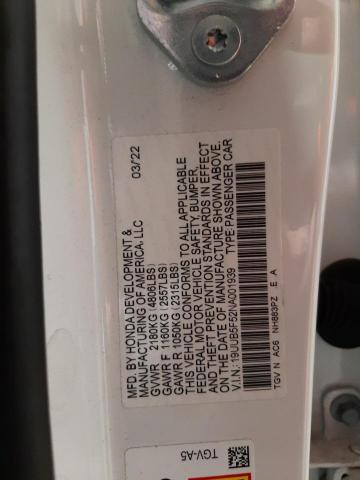 MFD. BY HONDA DEVELOPMENT &
MANUFACTURING OF AMERICA, LLC 03/22
GVWR 2180KG (4806LBS)
GAWR F 1160KG (2557LBS)
GAWR R 1050KG (2315LBS)
THIS VEHICLE CONFORMS TO ALL APPLICABLE
FEDERAL MOTOR VEHICLE SAFETY, BUMPER,
AND THEFT PREVENTION STANDARDS IN EFFECT
ON THE DATE OF MANUFACTURE SHOWN ABOVE.
V.I.N: 19UUB5F52NA001939 TYPE:PASSENGER CAR
TGV N AC6 NH883PZ E A
TGV-A5